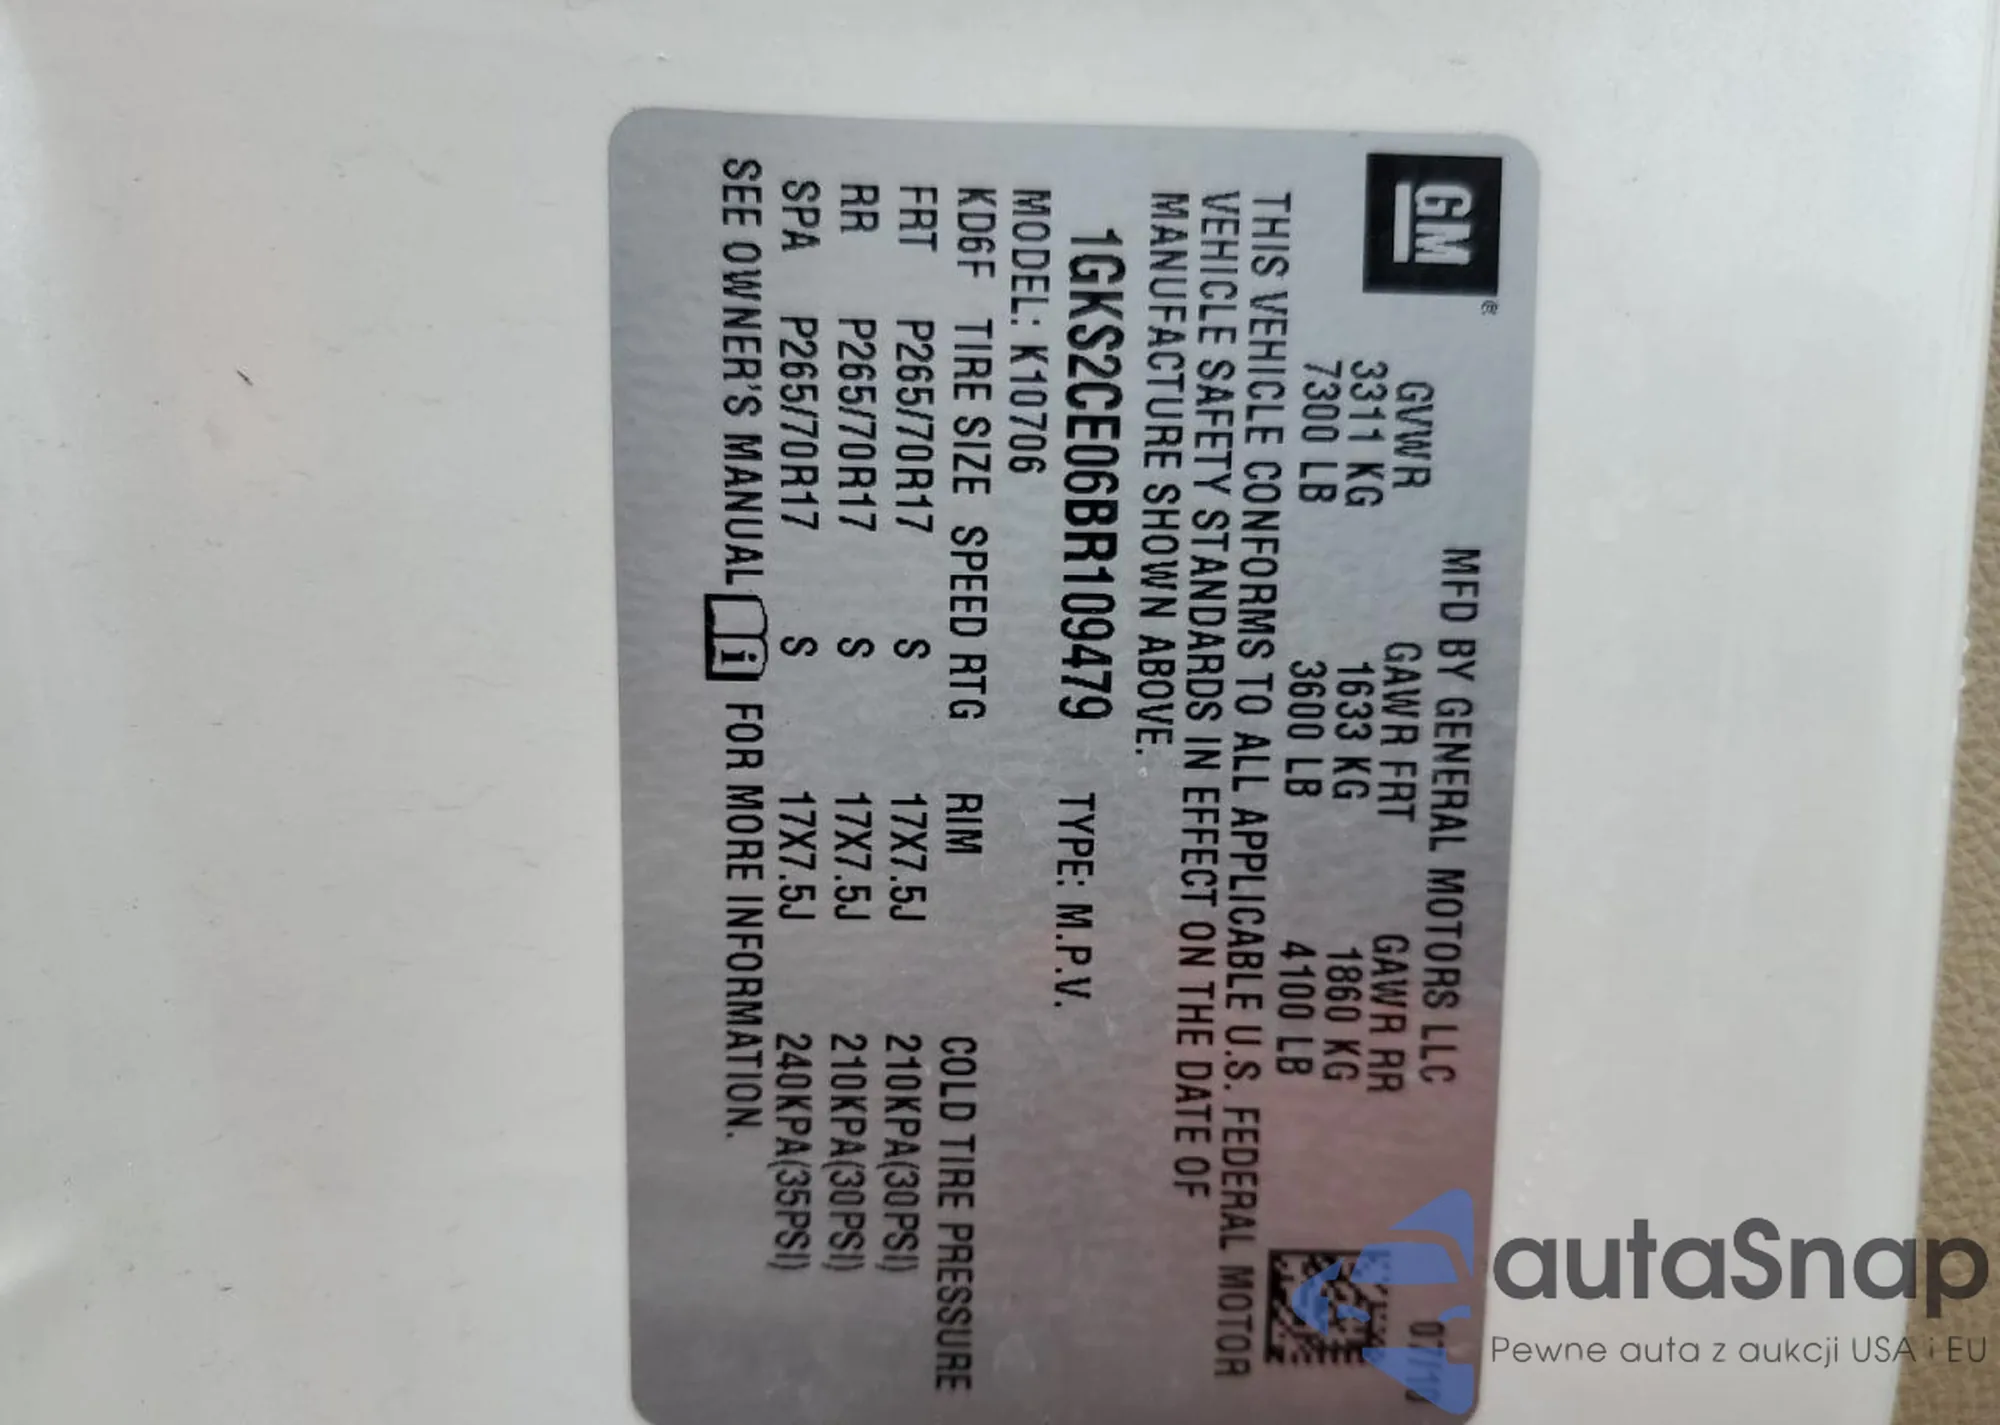 GM®
MFD BY GENERAL MOTORS LLC 07/10
GVWR GAWR FRT GAWR RR
3311 KG 1633 KG 1860 KG
7300 LB 3600 LB 4100 LB
THIS VEHICLE CONFORMS TO ALL APPLICABLE U.S. FEDERAL MOTOR
VEHICLE SAFETY STANDARDS IN EFFECT ON THE DATE OF
MANUFACTURE SHOWN ABOVE.
1GKS2CE06BR109479 TYPE: M.P.V.
MODEL: K10706
KD6F TIRE SIZE SPEED RTG RIM COLD TIRE PRESSURE
FRT P265/70R17 S 17X7.5J 210KPA(30PSI)
RR P265/70R17 S 17X7.5J 210KPA(30PSI)
SPA P265/70R17 S 17X7.5J 240KPA(35PSI)
SEE OWNER'S MANUAL i FOR MORE INFORMATION.
autaSnap
Pewne auta z aukcji USA i EU